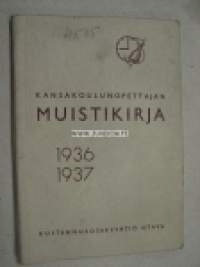 KANSAKOULUNOPETTAJAN
MUISTIKIRJA
1936
1937
KUSTANNUSOSAKEYHTIÖ OTAVA